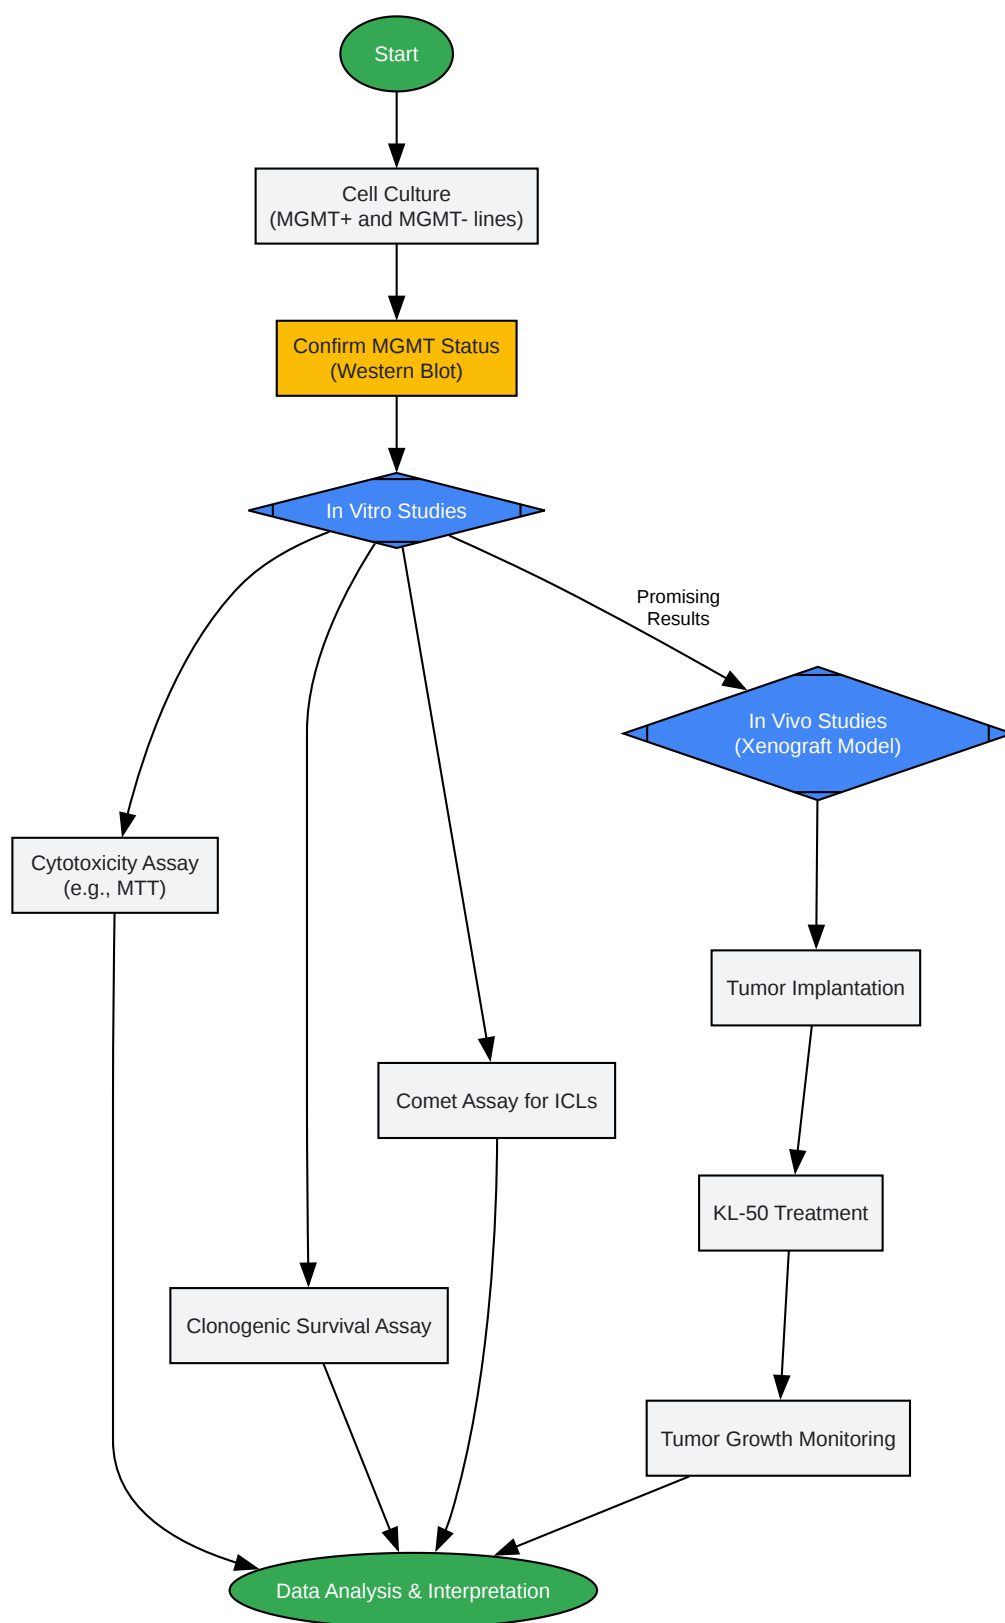 Start
Cell Culture
(MGMT+ and MGMT- lines)
Confirm MGMT Status
(Western Blot)
In Vitro Studies
Promising
Results
In Vivo Studies
(Xenograft Model)
Cytotoxicity Assay
(e.g., MTT)
Tumor Implantation
Comet Assay for ICLs
KL-50 Treatment
Clonogenic Survival Assay
Tumor Growth Monitoring
Data Analysis & Interpretation